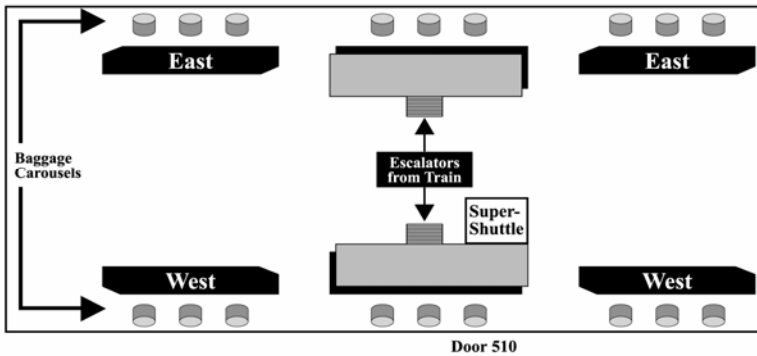 East
East
Baggage
Carousels
Escalators
from Train
Super-
Shuttle
West
West
Door 510